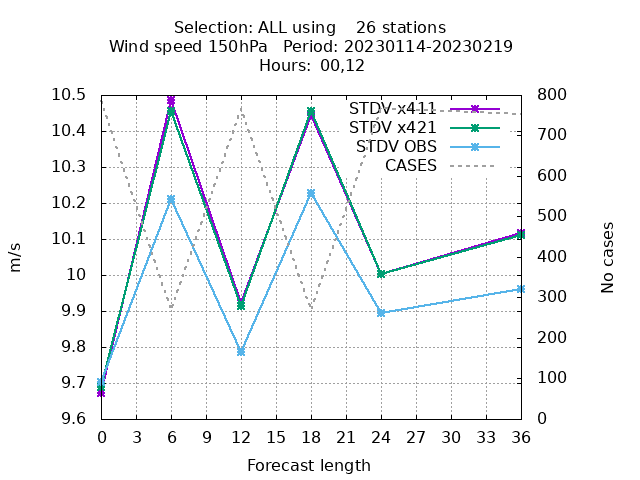 Selection: ALL using    26 stations
Wind speed 150hPa   Period: 20230114-20230219
Hours: 00,12
STDV x411
STDV x421
STDV OBS
CASES
10.5
10.4
10.3
10.2
10.1
10
9.9
9.8
9.7
9.6
m/s
800
700
600
500
400
300
200
100
0
No cases
0 3 6 9 12 15 18 21 24 27 30 33 36
Forecast length